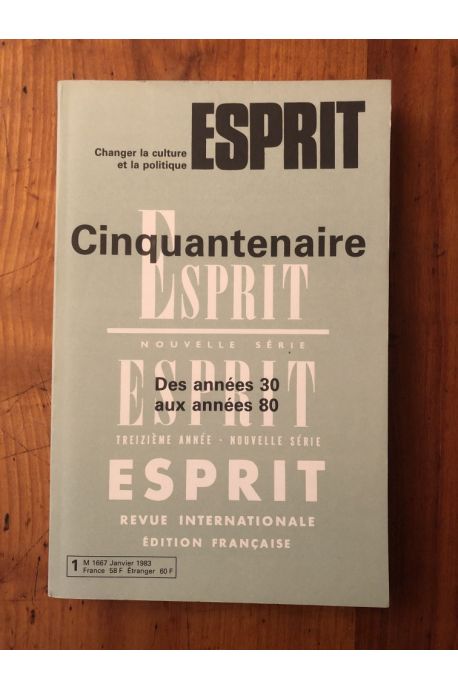 Changer la culture
et la politique
ESPRIT
Cinquantenaire
ESPRIT
NOUVELLE SÉRIE
ESPRIT
Des années 30
aux années 80
TREIZIÈME ANNÉE · NOUVELLE SÉRIE
ESPRIT
REVUE INTERNATIONALE
ÉDITION FRANÇAISE
1 M 1667 Janvier 1983
France 58 F Étranger 60 F